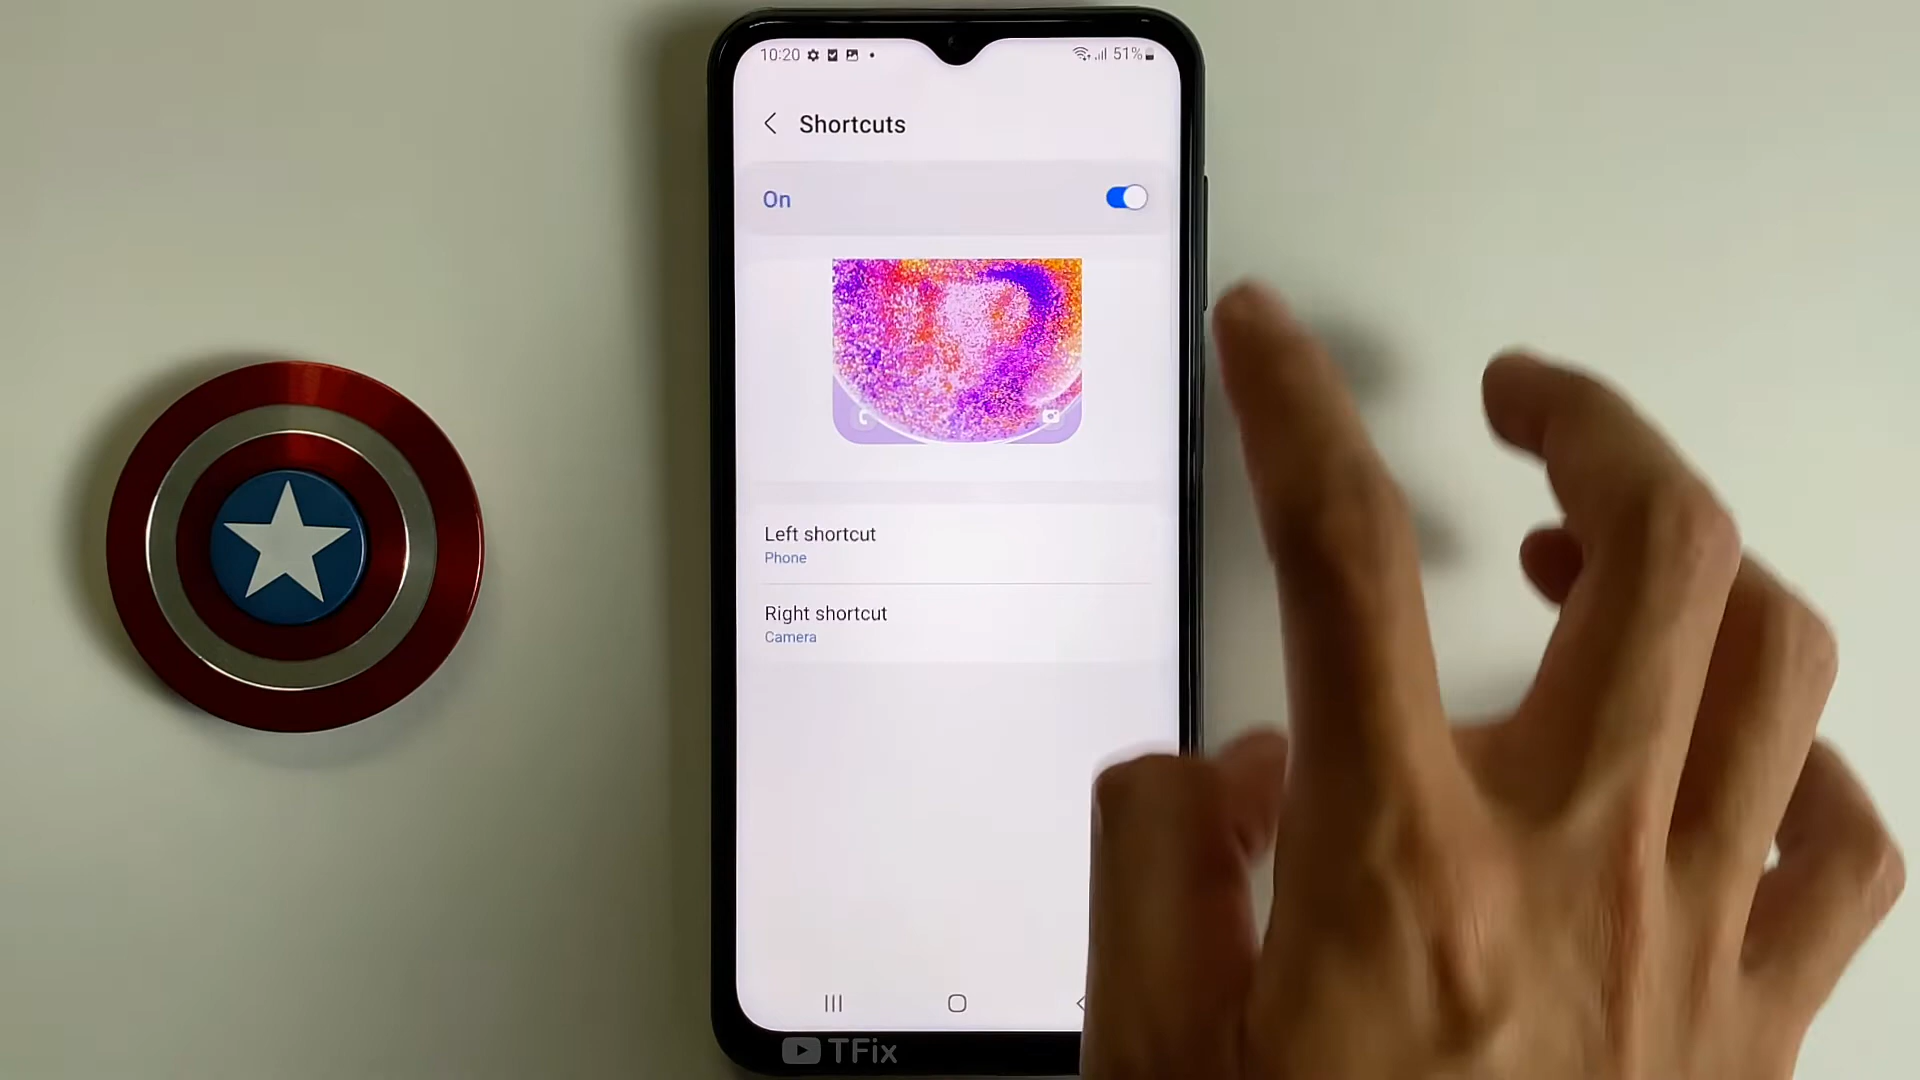 10:20
51%
Shortcuts
On
Left shortcut
Phone
Right shortcut
Camera
TFix